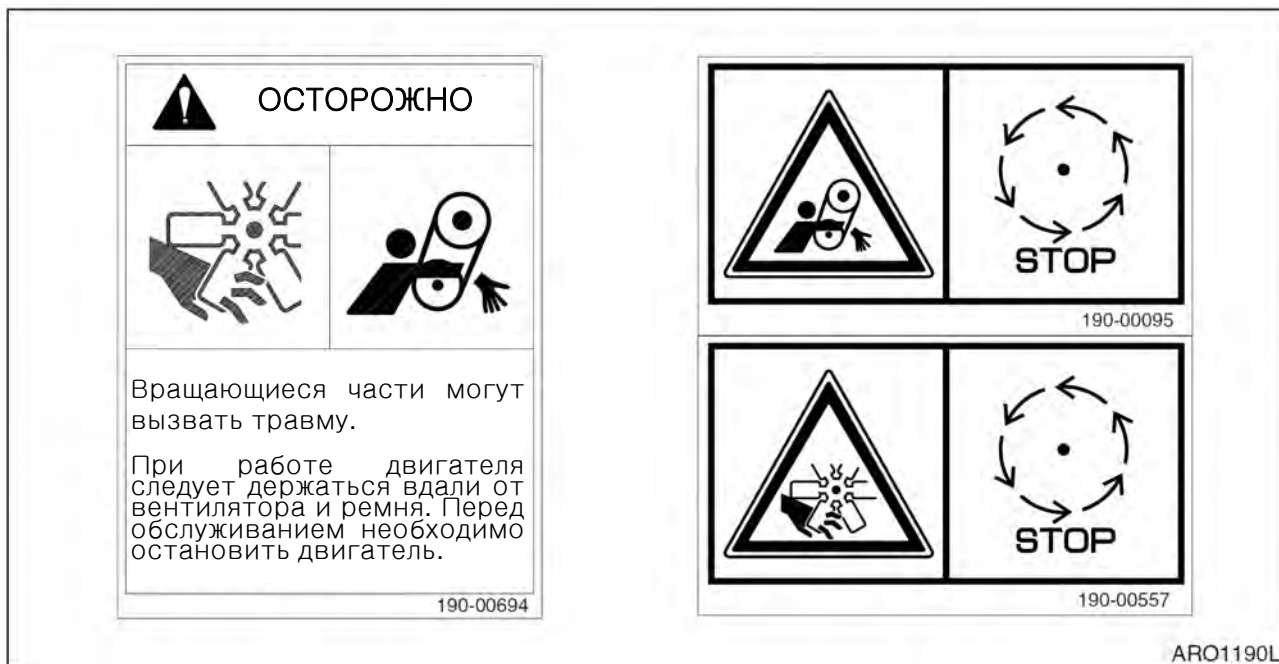 ОСТОРОЖНО
Вращающиеся части могут
вызвать травму.
При работе двигателя
следует держаться вдали от
вентилятора и ремня. Перед
обслуживанием необходимо
остановить двигатель.
190-00694
STOP
190-00095
STOP
190-00557
ARO1190L